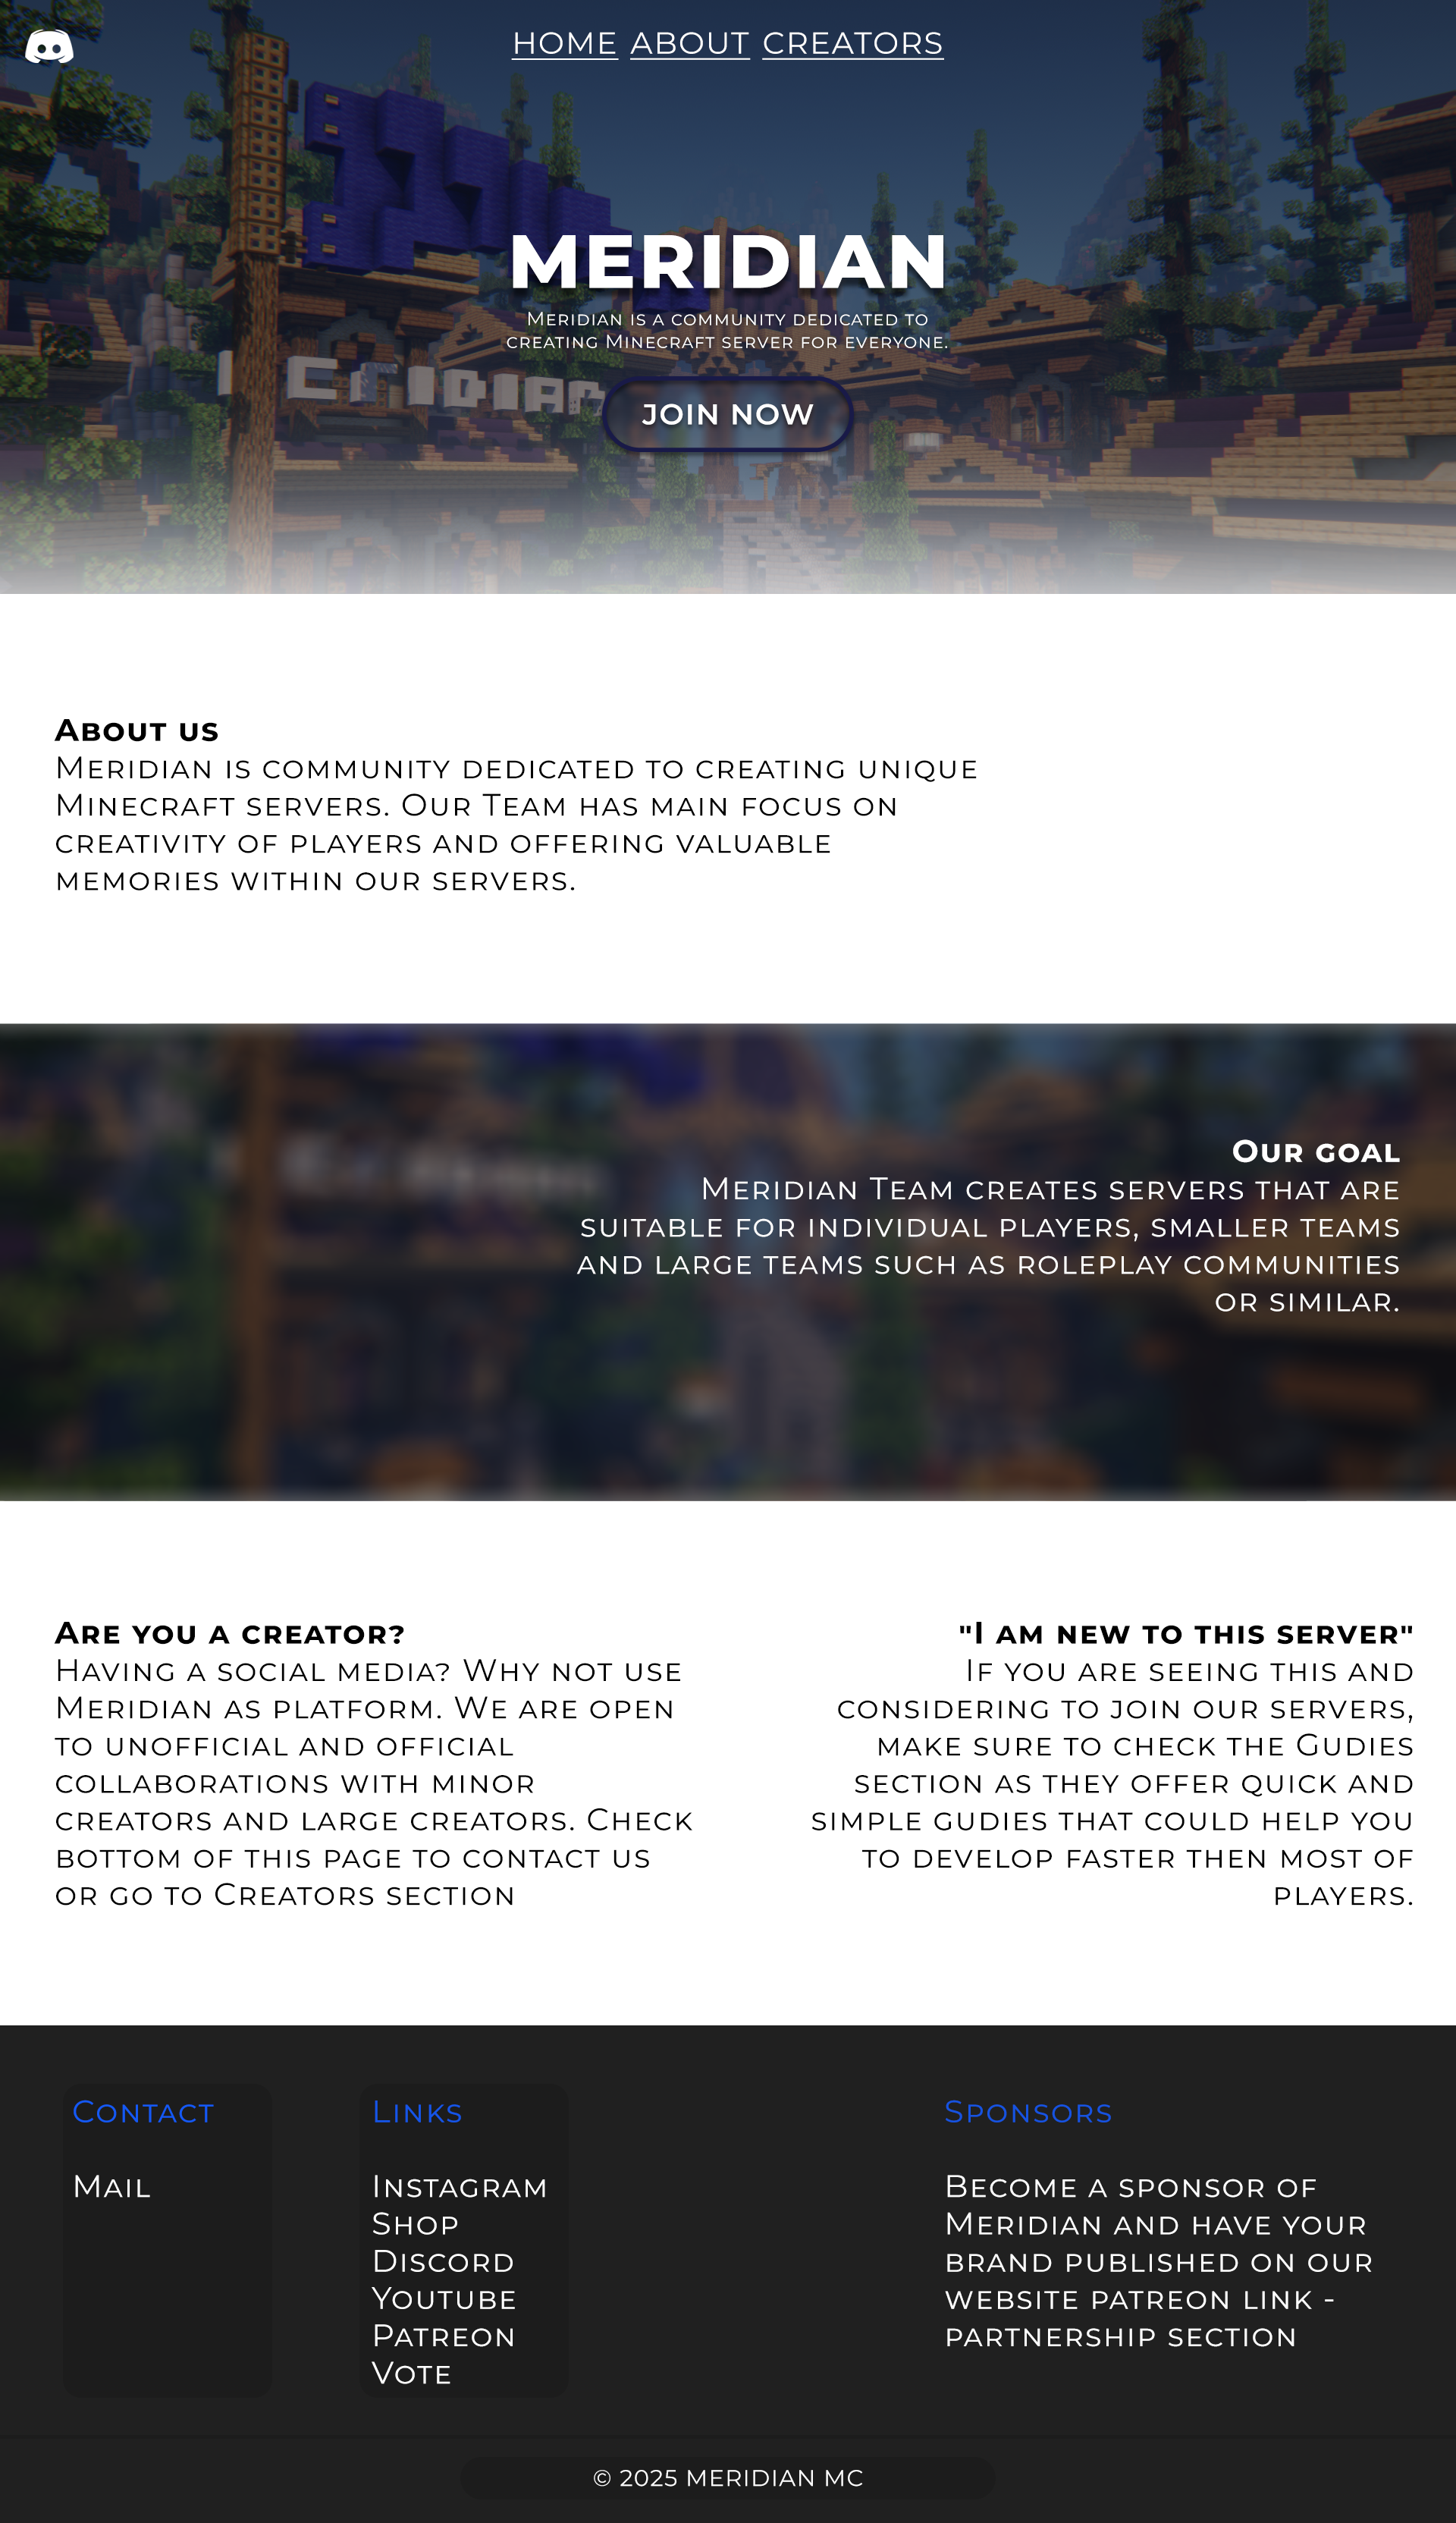 HOME ABOUT CREATORS
MERIDIAN
Meridian is a community dedicated to
creating Minecraft server for everyone.
JOIN NOW
About us
Meridian is community dedicated to creating unique
Minecraft servers. Our Team has main focus on
creativity of players and offering valuable
memories within our servers.
Our goal
Meridian Team creates servers that are
suitable for individual players, smaller teams
and large teams such as roleplay communities
or similar.
Are you a creator?
Having a social media? Why not use
Meridian as platform. We are open
to unofficial and official
collaborations with minor
creators and large creators. Check
bottom of this page to contact us
or go to Creators section
"I am new to this server"
If you are seeing this and
considering to join our servers,
make sure to check the Gudies
section as they offer quick and
simple gudies that could help you
to develop faster then most of
players.
Contact
Mail
Links
Instagram
Shop
Discord
Youtube
Patreon
Vote
Sponsors
Become a sponsor of
Meridian and have your
brand published on our
website patreon link -
partnership section
© 2025 MERIDIAN MC